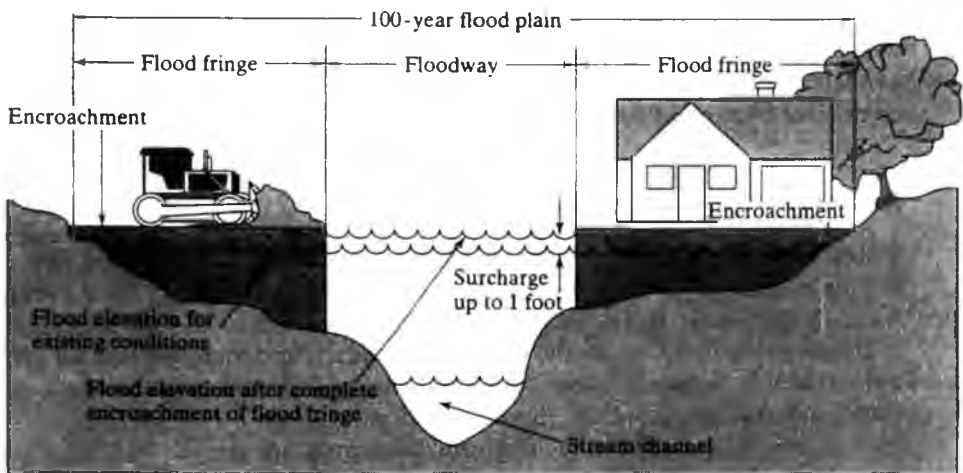 100-year flood plain
Flood fringe
Floodway
Flood fringe
Encroachment
Encroachment
Surcharge
up to 1 foot
Flood elevation for
existing conditions
Flood elevation after complete
encroachment of flood fringe
Stream channel